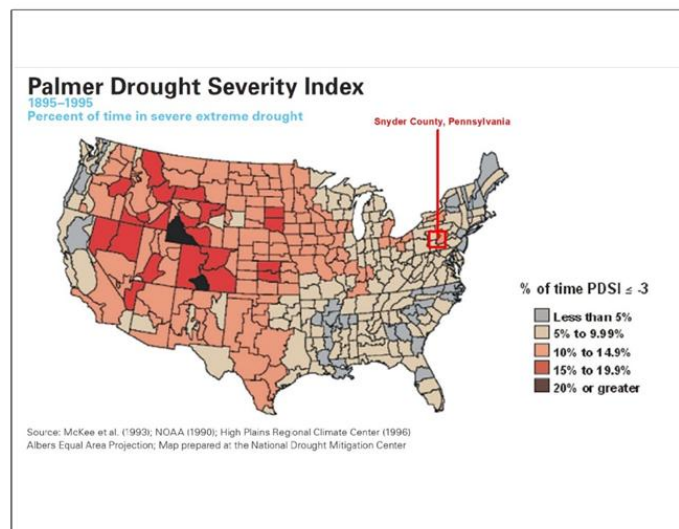 Palmer Drought Severity Index
1895–1995
Perceent of time in severe extreme drought
Snyder County, Pennsylvania
% of time PDSI ≤ -3
Less than 5%
5% to 9.99%
10% to 14.9%
15% to 19.9%
20% or greater
Source: McKee et al. (1993); NOAA (1990); High Plains Regional Climate Center (1996)
Albers Equal Area Projection; Map prepared at the National Drought Mitigation Center